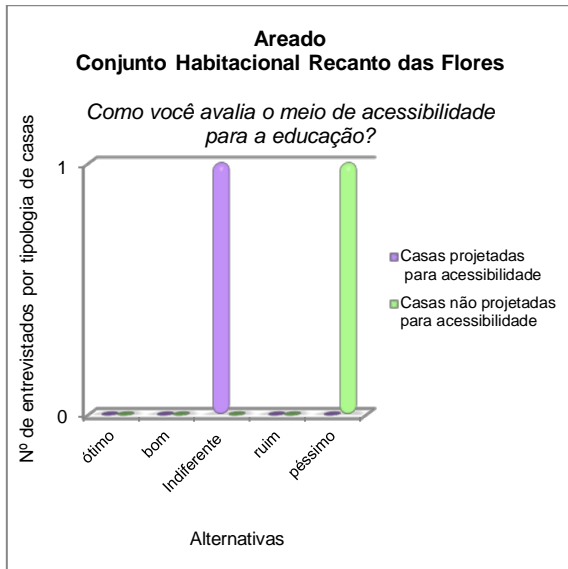 Areado
Conjunto Habitacional Recanto das Flores
Como você avalia o meio de acessibilidade
para a educação?
Nº de entrevistados por tipologia de casas
1
0
ótimo
bom
Indiferente
ruim
péssimo
Alternativas
Casas projetadas
para acessibilidade
Casas não projetadas
para acessibilidade